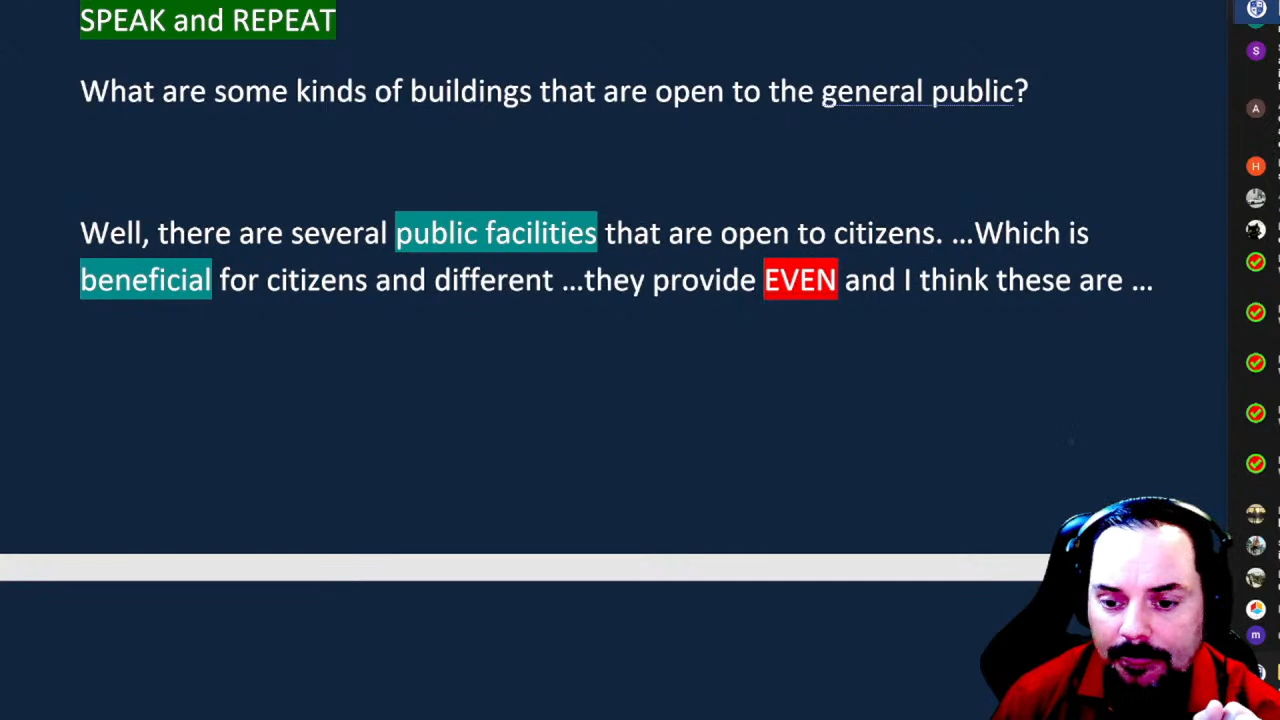 SPEAK and REPEAT
What are some kinds of buildings that are open to the general public?
Well, there are several public facilities that are open to citizens. …Which is
beneficial for citizens and different …they provide EVEN and I think these are …
S
A
H
m